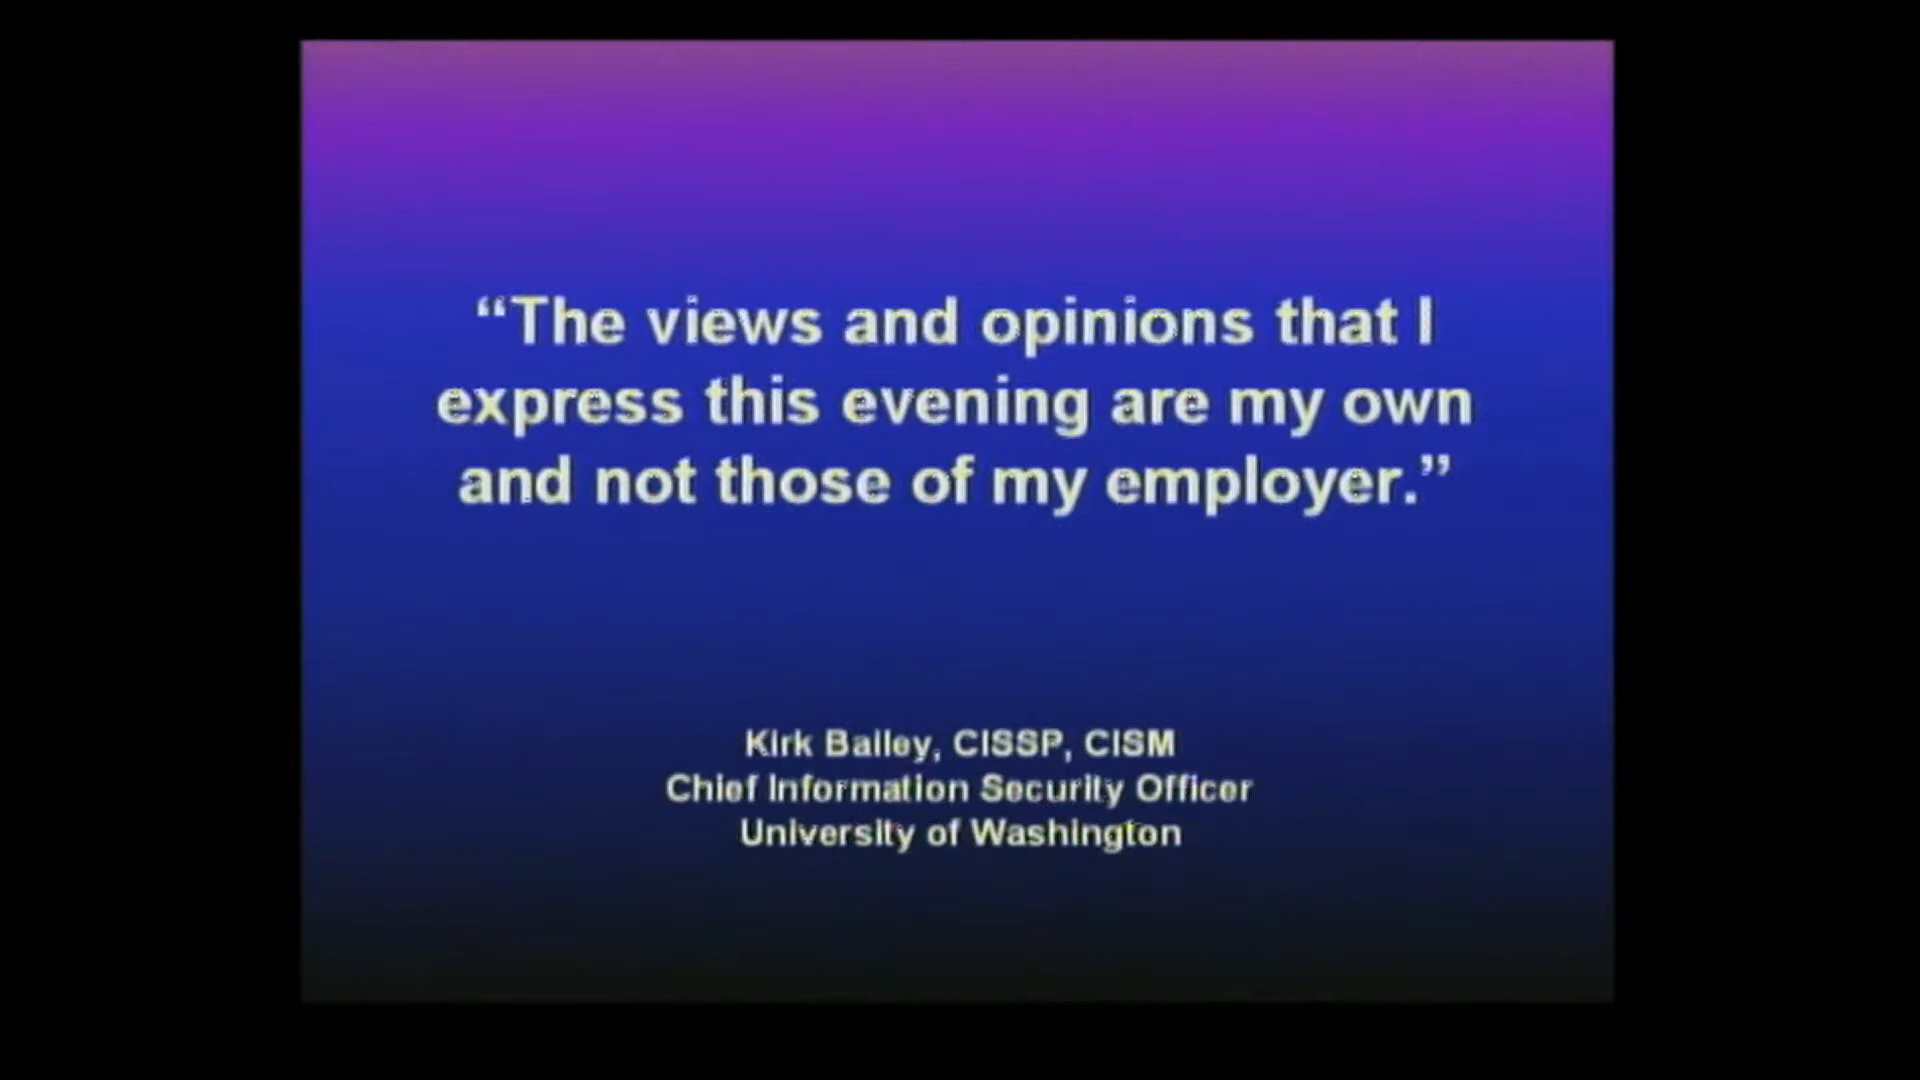 “The views and opinions that I
express this evening are my own
and not those of my employer.”
Kirk Bailey, CISSP, CISM
Chief Information Security Officer
University of Washington